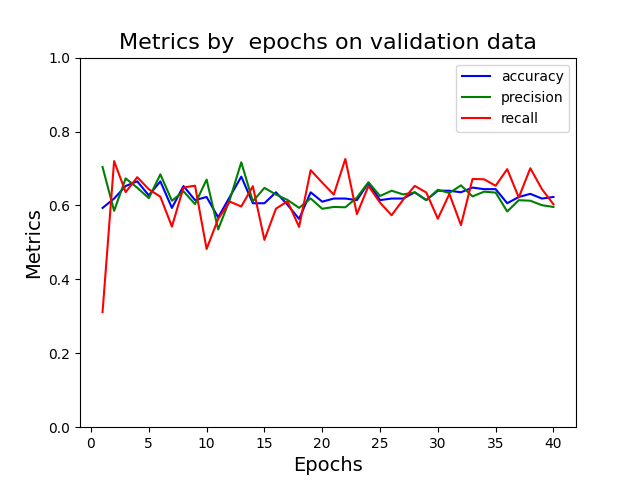 Metrics by  epochs on validation data
1.0
0.8
0.6
0.4
0.2
0.0
Metrics
accuracy
precision
recall
0 5 10 15 20 25 30 35 40
Epochs